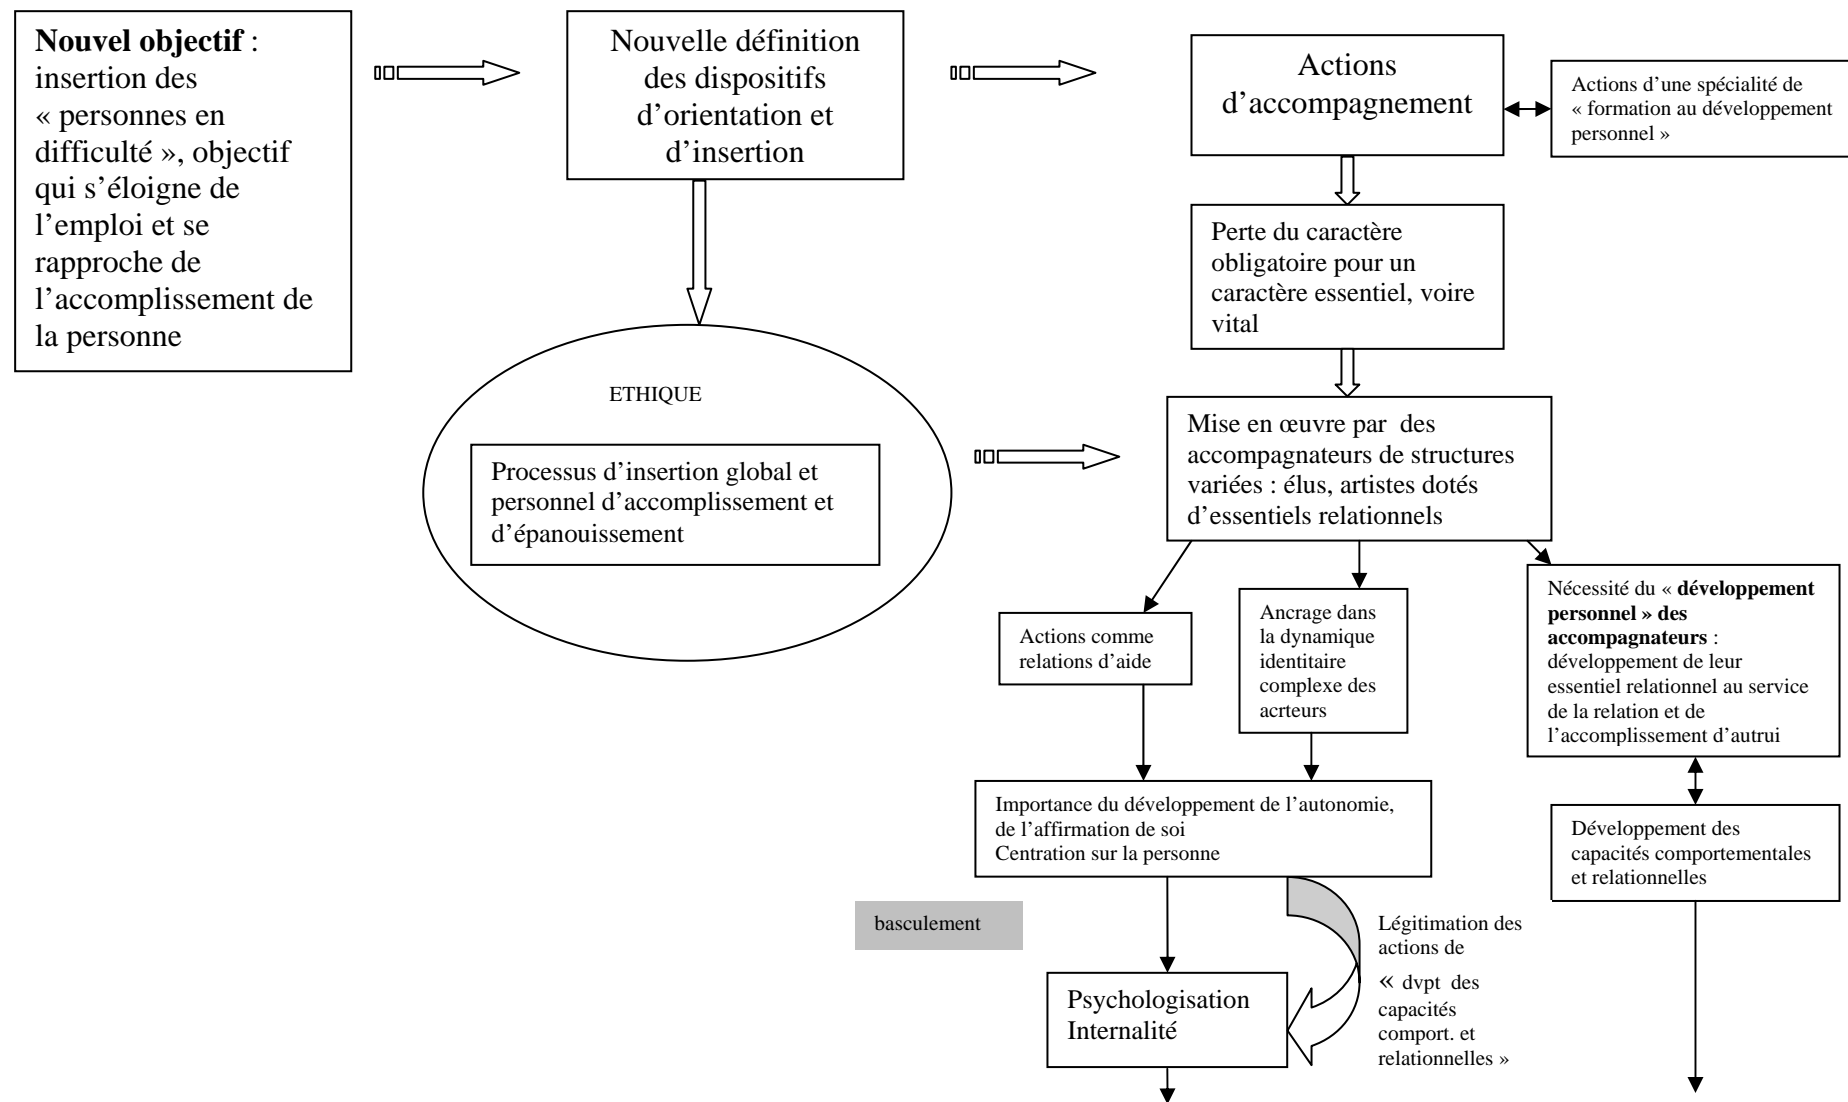 Nouvel objectif :
insertion des
« personnes en
difficulté », objectif
qui s’éloigne de
l’emploi et se
rapproche de
l’accomplissement de
la personne
Nouvelle définition
des dispositifs
d’orientation et
d’insertion
Actions
d’accompagnement
Actions d’une spécialité de
« formation au développement
personnel »
Perte du caractère
obligatoire pour un
caractère essentiel, voire
vital
ETHIQUE
Processus d’insertion global et
personnel d’accomplissement et
d’épanouissement
Mise en œuvre par des
accompagnateurs de structures
variées : élus, artistes dotés
d’essentiels relationnels
Actions comme
relations d’aide
Ancrage dans
la dynamique
identitaire
complexe des
acrteurs
Nécessité du « développement
personnel » des
accompagnateurs :
développement de leur
essentiel relationnel au service
de la relation et de
l’accomplissement d’autrui
Importance du développement de l’autonomie,
de l’affirmation de soi
Centration sur la personne
Développement des
capacités comportementales
et relationnelles
basculement
Légitimation des
actions de
« dvpt des
capacités
comport. et
relationnelles »
Psychologisation
Internalité